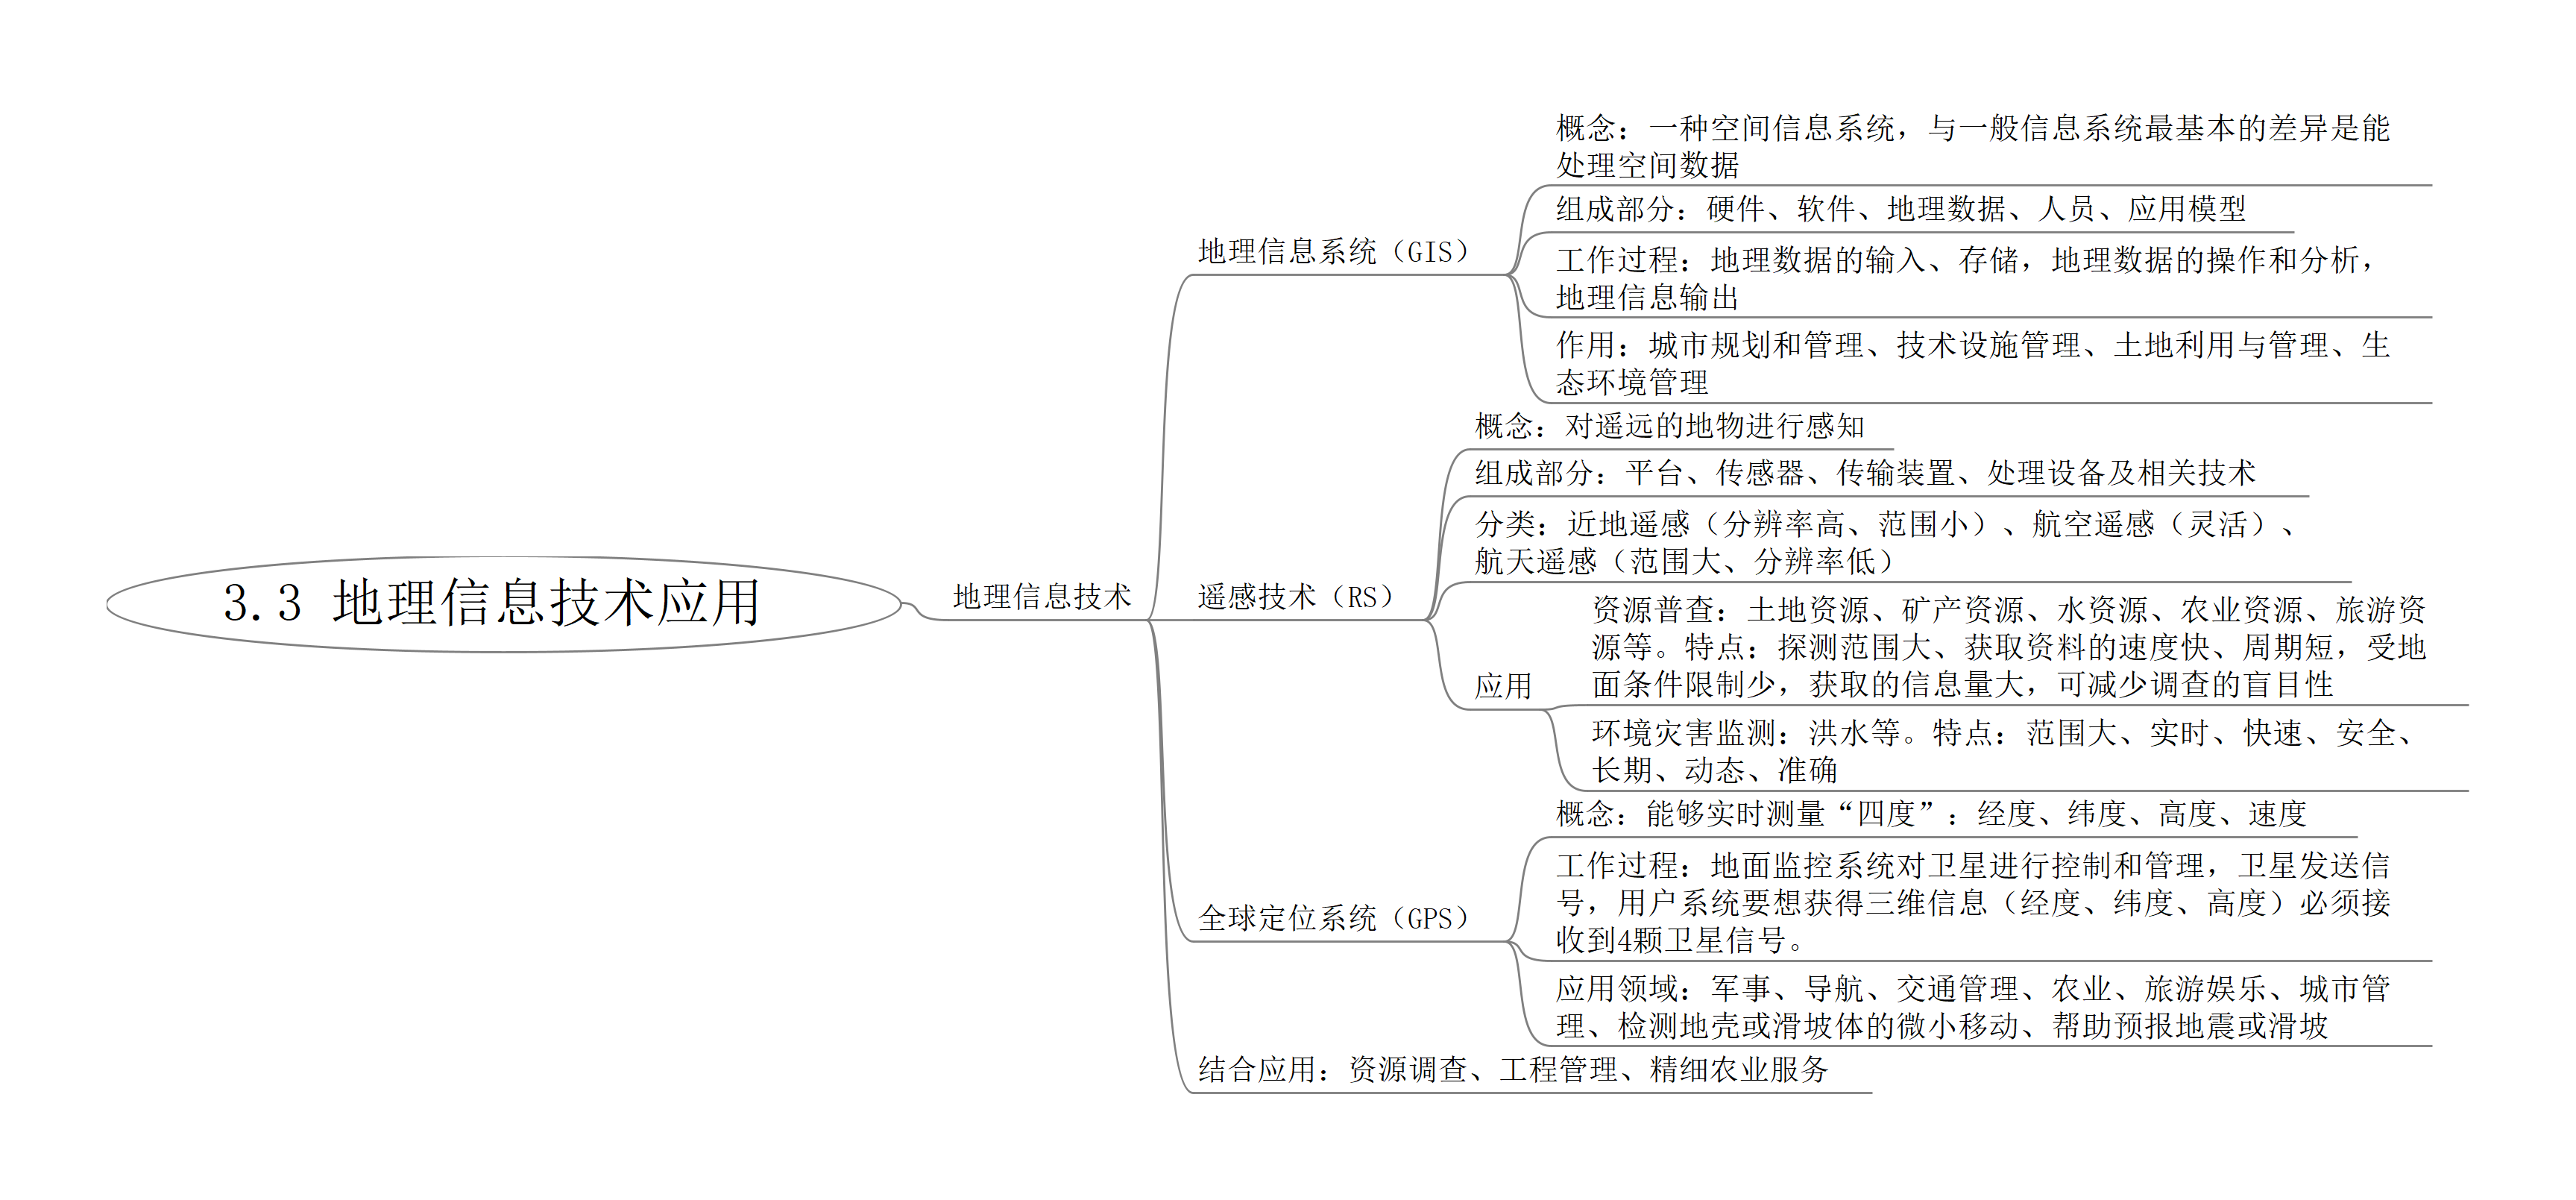 3.3 地理信息技术应用
地理信息技术
地理信息系统（GIS）
概念：一种空间信息系统，与一般信息系统最基本的差异是能
处理空间数据
组成部分：硬件、软件、地理数据、人员、应用模型
工作过程：地理数据的输入、存储，地理数据的操作和分析，
地理信息输出
作用：城市规划和管理、技术设施管理、土地利用与管理、生
态环境管理
遥感技术（RS）
概念：对遥远的地物进行感知
组成部分：平台、传感器、传输装置、处理设备及相关技术
分类：近地遥感（分辨率高、范围小）、航空遥感（灵活）、
航天遥感（范围大、分辨率低）
应用
资源普查：土地资源、矿产资源、水资源、农业资源、旅游资
源等。特点：探测范围大、获取资料的速度快、周期短，受地
面条件限制少，获取的信息量大，可减少调查的盲目性
环境灾害监测：洪水等。特点：范围大、实时、快速、安全、
长期、动态、准确
全球定位系统（GPS）
概念：能够实时测量“四度”：经度、纬度、高度、速度
工作过程：地面监控系统对卫星进行控制和管理，卫星发送信
号，用户系统要想获得三维信息（经度、纬度、高度）必须接
收到4颗卫星信号。
应用领域：军事、导航、交通管理、农业、旅游娱乐、城市管
理、检测地壳或滑坡体的微小移动、帮助预报地震或滑坡
结合应用：资源调查、工程管理、精细农业服务